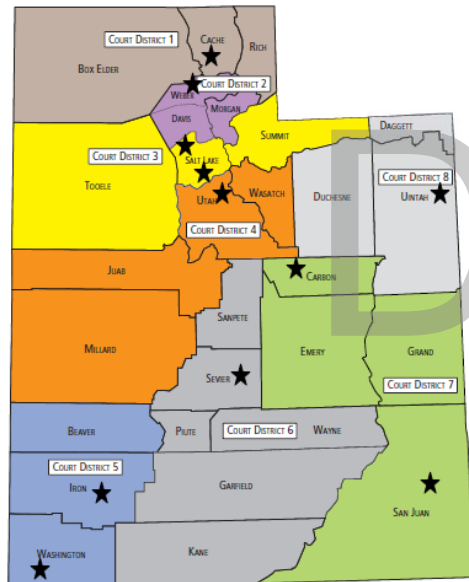 COURT DISTRICT 1
CACHE
RICH
BOX ELDER
COURT DISTRICT 2
WEBER
MORGAN
DAVIS
SUMMIT
DAGGETT
COURT DISTRICT 3
SALT LAKE
TOOELE
COURT DISTRICT 8
UINTAH
UTAH
WASATCH
DUCHESNE
COURT DISTRICT 4
JUAB
CARBON
SANPETE
MILLARD
EMERY
GRAND
SEVIER
COURT DISTRICT 7
BEAVER
PIUTE
COURT DISTRICT 6
WAYNE
COURT DISTRICT 5
IRON
GARFIELD
SAN JUAN
WASHINGTON
KANE
D